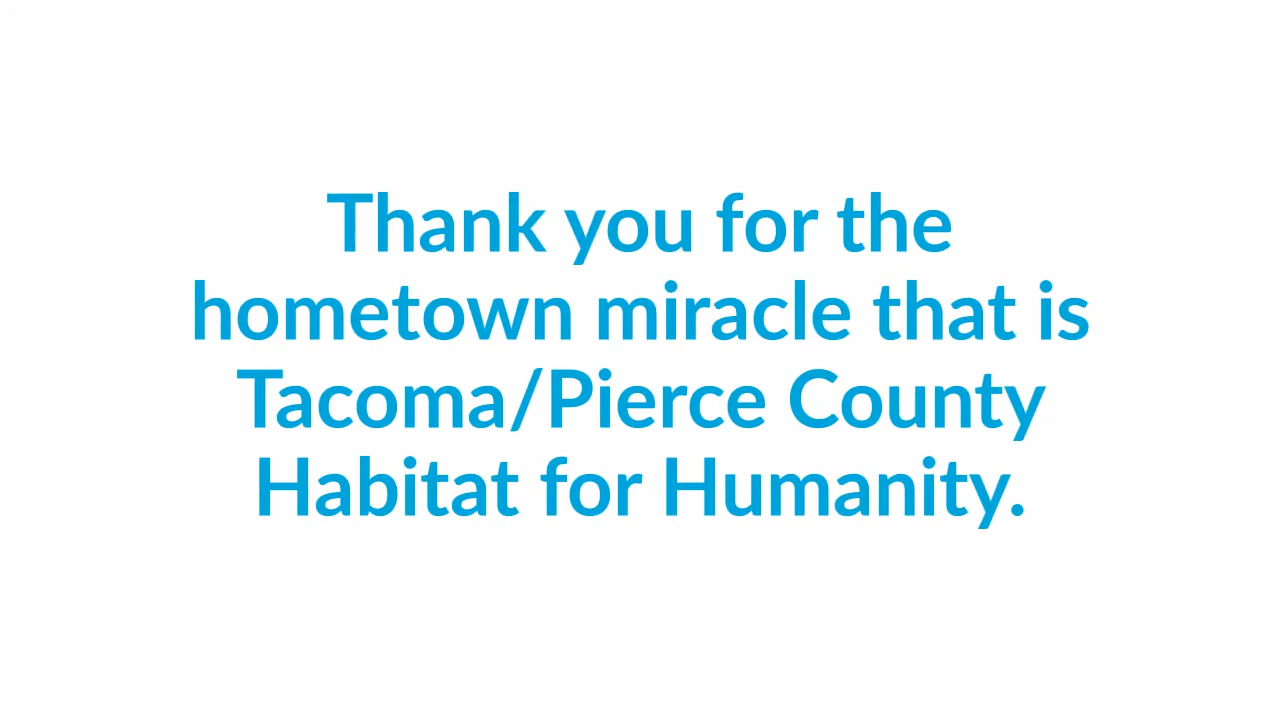 Thank you for the
hometown miracle that is
Tacoma/Pierce County
Habitat for Humanity.